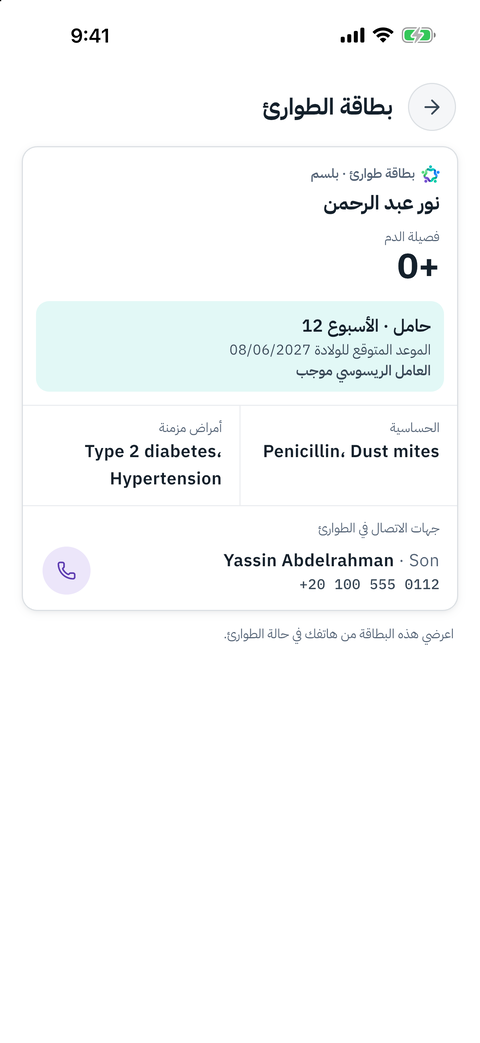 9:41
بطاقة الطوارئ
بطاقة طوارئ · بلسم
نور عبد الرحمن
فصيلة الدم
O+
حامل · الأسبوع 12
الموعد المتوقع للولادة 08/06/2027
العامل الريسوسي موجب
الحساسية
Penicillin، Dust mites
أمراض مزمنة
Type 2 diabetes،
Hypertension
جهات الاتصال في الطوارئ
Yassin Abdelrahman · Son
+20 100 555 0112
اعرضي هذه البطاقة من هاتفك في حالة الطوارئ.